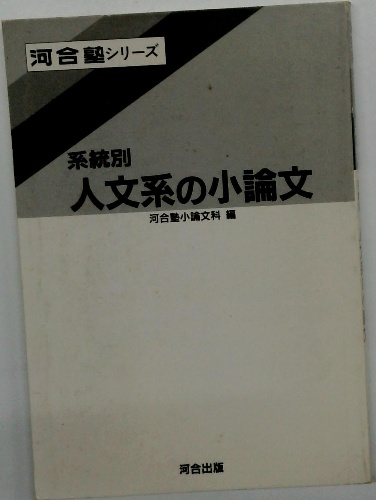 河合塾シリーズ
系統別
人文系の小論文
河合塾小論文科 編
河合出版